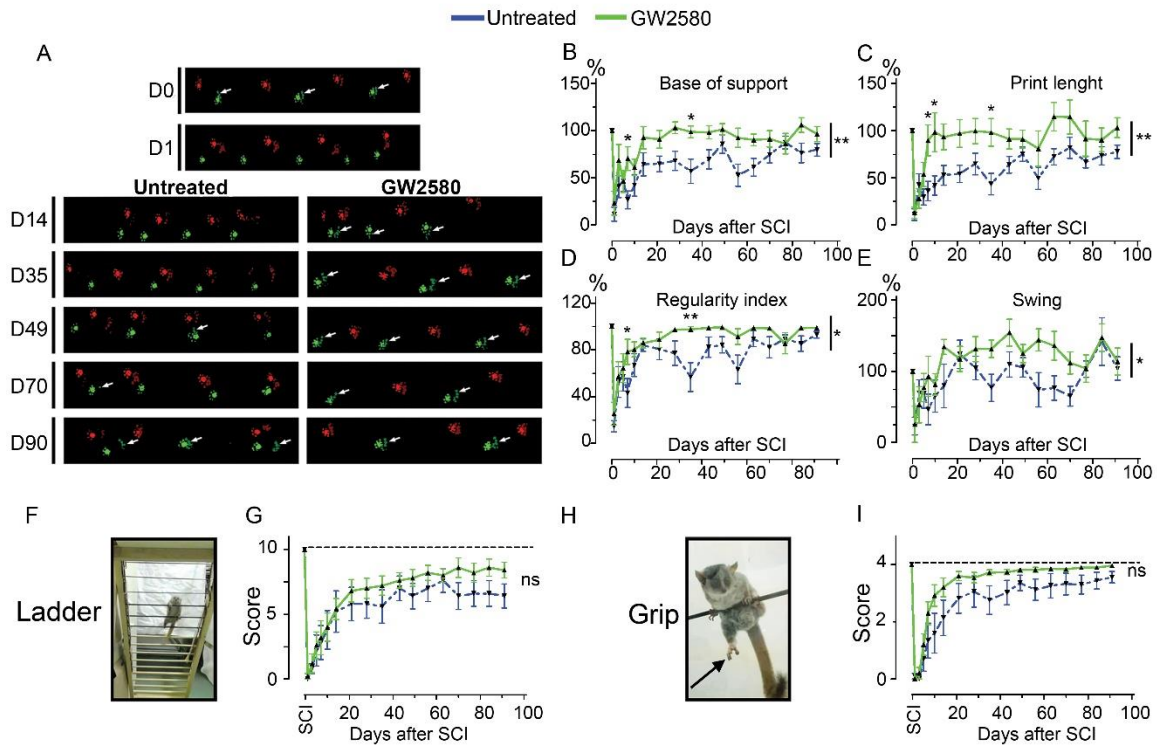 Untreated GW2580
A
D0
D1
Untreated GW2580
D14
D35
D49
D70
D90
B
%
Base of support
150
100
50
0
* *
**
Days after SCI
0 20 40 60 80 100
C
%
Print lenght
150
100
50
0
* * *
**
Days after SCI
0 20 40 60 80 100
D
%
Regularity index
120
80
40
0
* **
*
Days after SCI
0 20 40 60 80 100
E
%
Swing
200
150
100
50
0
*
Days after SCI
0 20 40 60 80 100
F
Ladder
G
Score
10
5
0
ns
SCI 20 40 60 80 100
Days after SCI
H
Grip
I
Score
4
2
0
ns
SCI 20 40 60 80 100
Days after SCI